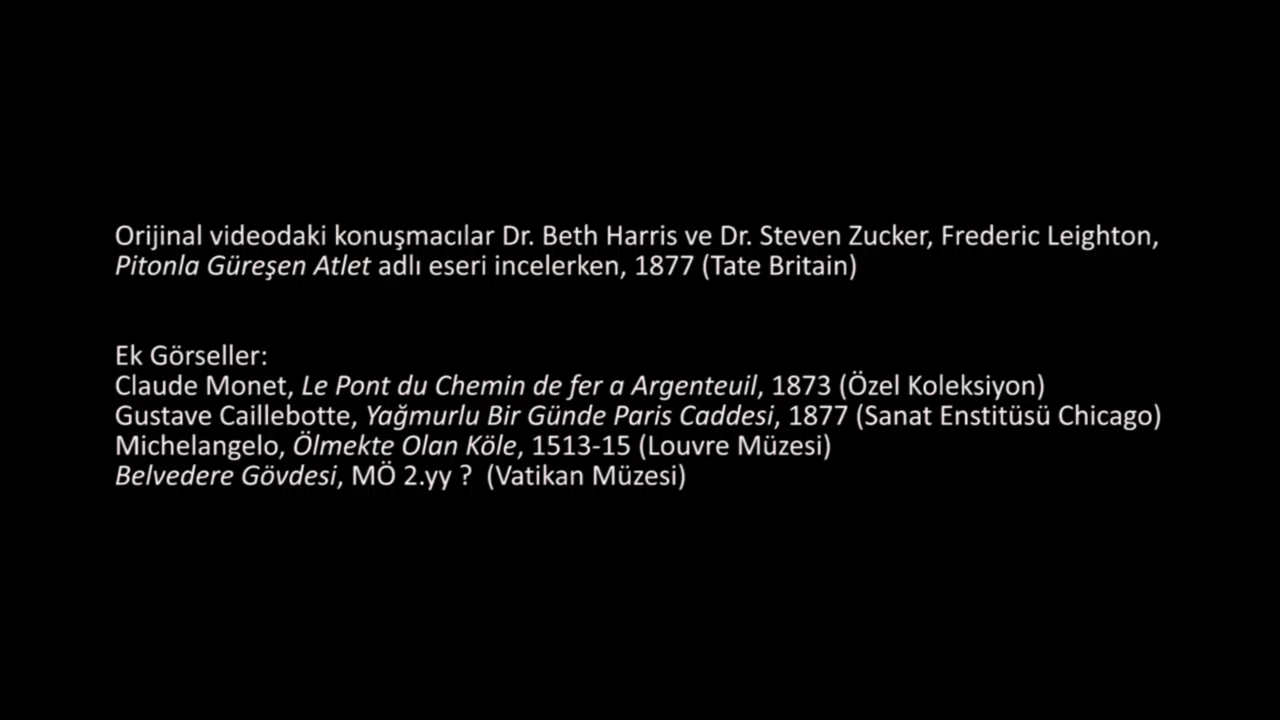 Orijinal videodaki konuşmacılar Dr. Beth Harris ve Dr. Steven Zucker, Frederic Leighton,
Pitonla Güreşen Atlet adlı eseri incelerken, 1877 (Tate Britain)
Ek Görseller:
Claude Monet, Le Pont du Chemin de fer a Argenteuil, 1873 (Özel Koleksiyon)
Gustave Caillebotte, Yağmurlu Bir Günde Paris Caddesi, 1877 (Sanat Enstitüsü Chicago)
Michelangelo, Ölmekte Olan Köle, 1513-15 (Louvre Müzesi)
Belvedere Gövdesi, MÖ 2.yy ?  (Vatikan Müzesi)